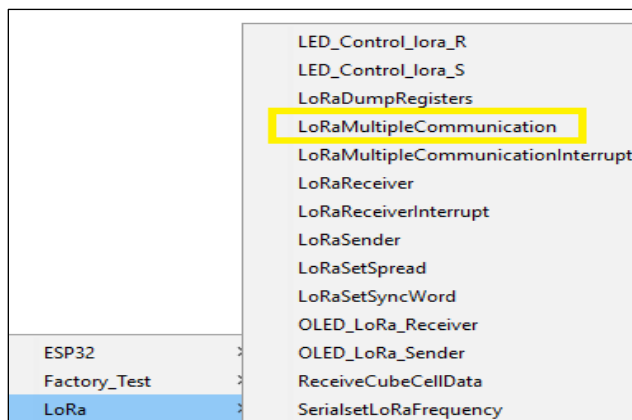 LED_Control_lora_R
LED_Control_lora_S
LoRaDumpRegisters
LoRaMultipleCommunication
LoRaMultipleCommunicationInterrupt
LoRaReceiver
LoRaReceiverInterrupt
LoRaSender
LoRaSetSpread
LoRaSetSyncWord
OLED_LoRa_Receiver
OLED_LoRa_Sender
ReceiveCubeCellData
SerialsetLoRaFrequency
ESP32
Factory_Test
LoRa